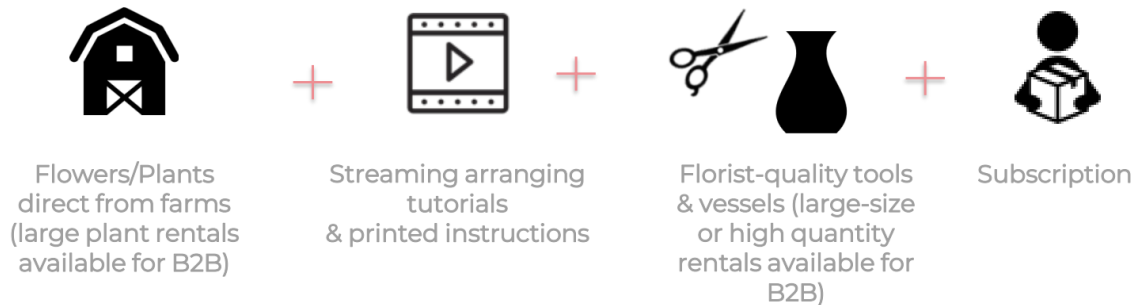 Flowers/Plants
direct from farms
(large plant rentals
available for B2B)
Streaming arranging
tutorials
& printed instructions
Florist-quality tools
& vessels (large-size
or high quantity
rentals available for
B2B)
Subscription